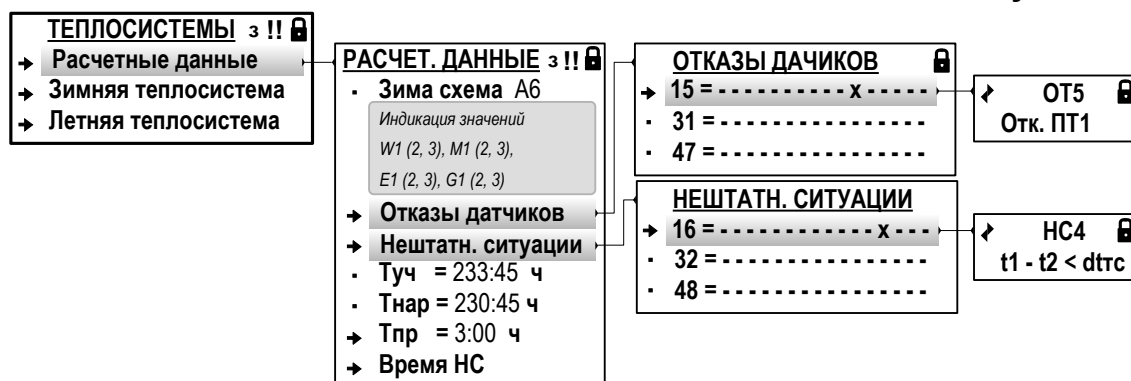 ТЕПЛОСИСТЕМЫ з !!
Расчетные данные
Зимняя теплосистема
Летняя теплосистема
РАСЧЕТ. ДАННЫЕ з !!
Зима схема А6
Индикация значений
W1 (2, 3), M1 (2, 3),
E1 (2, 3), G1 (2, 3)
Отказы датчиков
Нештатн. ситуации
Туч = 233:45 ч
Тнар = 230:45 ч
Тпр = 3:00 ч
Время НС
ОТКАЗЫ ДАЧИКОВ
15 = - - - - - - - - - - x - - - - -
31 = - - - - - - - - - - - - - - - -
47 = - - - - - - - - - - - - - - - -
НЕШТАТН. СИТУАЦИИ
16 = - - - - - - - - - - - - x - - -
32 = - - - - - - - - - - - - - - - -
48 = - - - - - - - - - - - - - - - -
ОТ5
Отк. ПТ1
НС4
t1 - t2 < dtтс